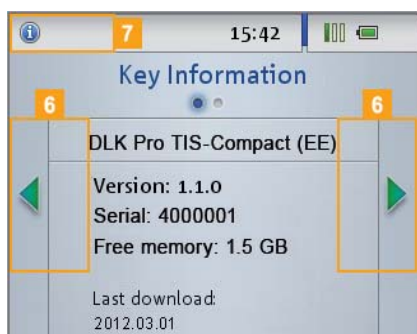 7
15:42
Key Information
6
6
DLK Pro TIS-Compact (EE)
Version: 1.1.0
Serial: 4000001
Free memory: 1.5 GB
Last download:
2012.03.01